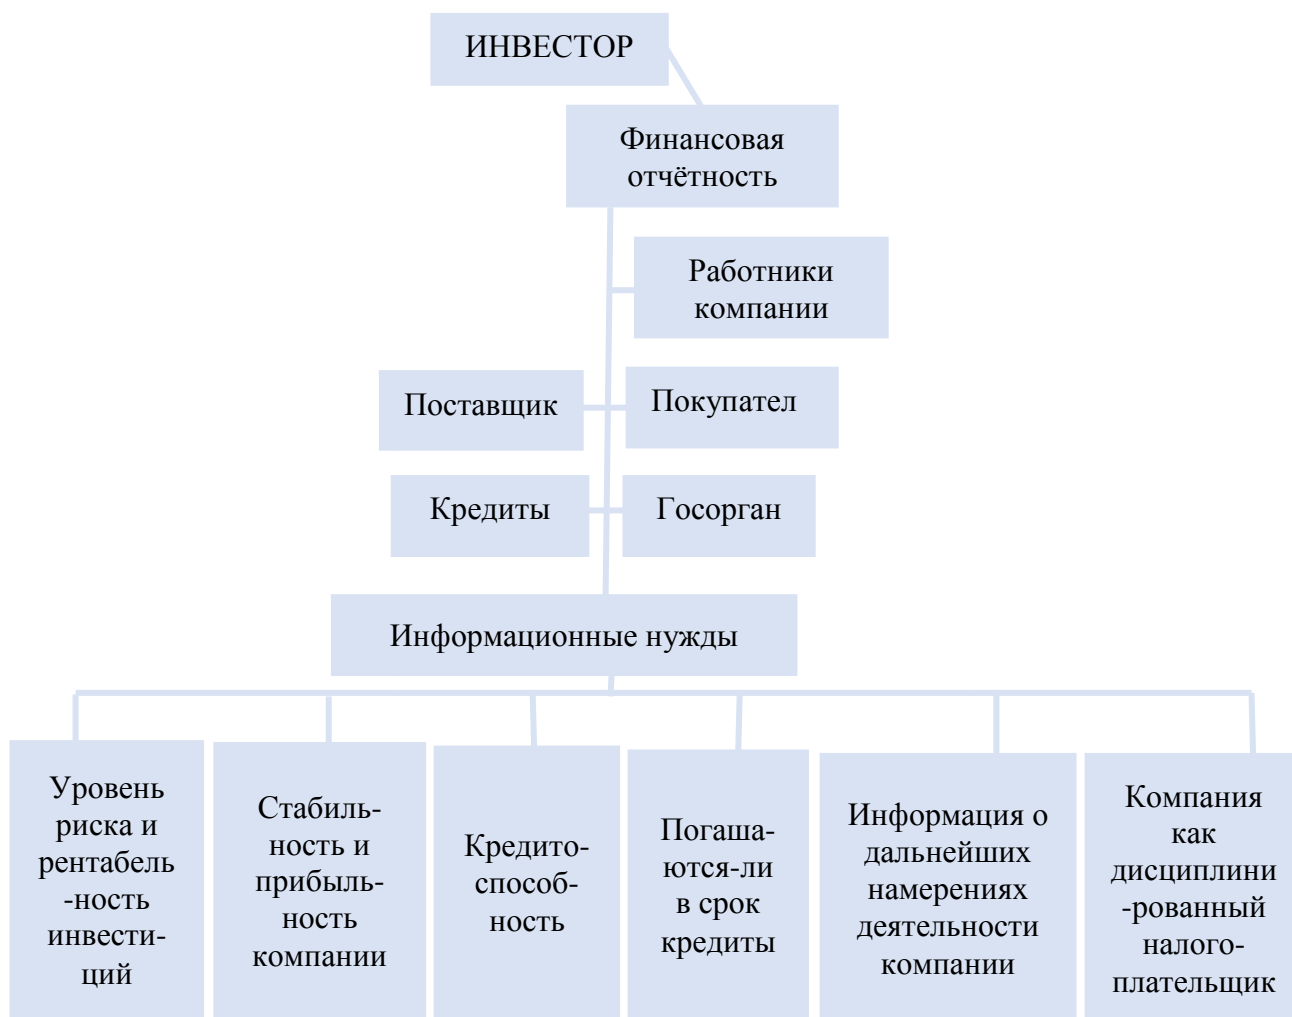 ИНВЕСТОР
Финансовая
отчётность
Работники
компании
Поставщик
Покупател
Кредиты
Госорган
Информационные нужды
Уровень
риска и
рентабель
-ность
инвести-
ций
Стабиль-
ность и
прибыль-
ность
компании
Кредито-
способ-
ность
Погаша-
ются-ли
в срок
кредиты
Информация о
дальнейших
намерениях
деятельности
компании
Компания
как
дисциплини
-рованный
налого-
плательщик